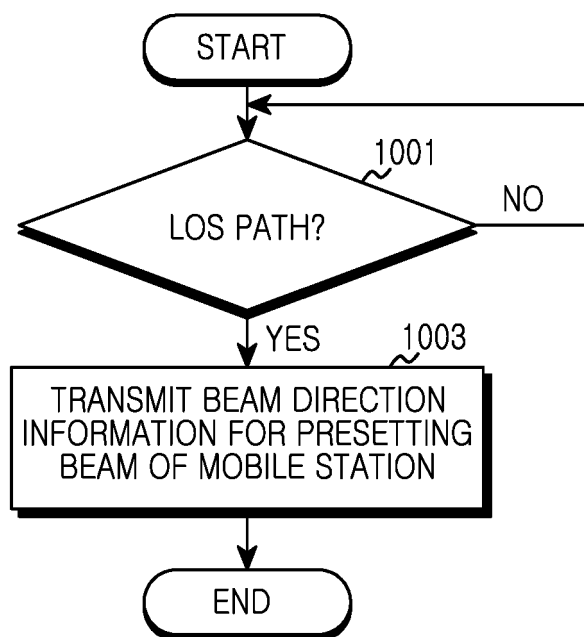 START
1001
LOS PATH?
NO
YES
1003
TRANSMIT BEAM DIRECTION
INFORMATION FOR PRESETTING
BEAM OF MOBILE STATION
END